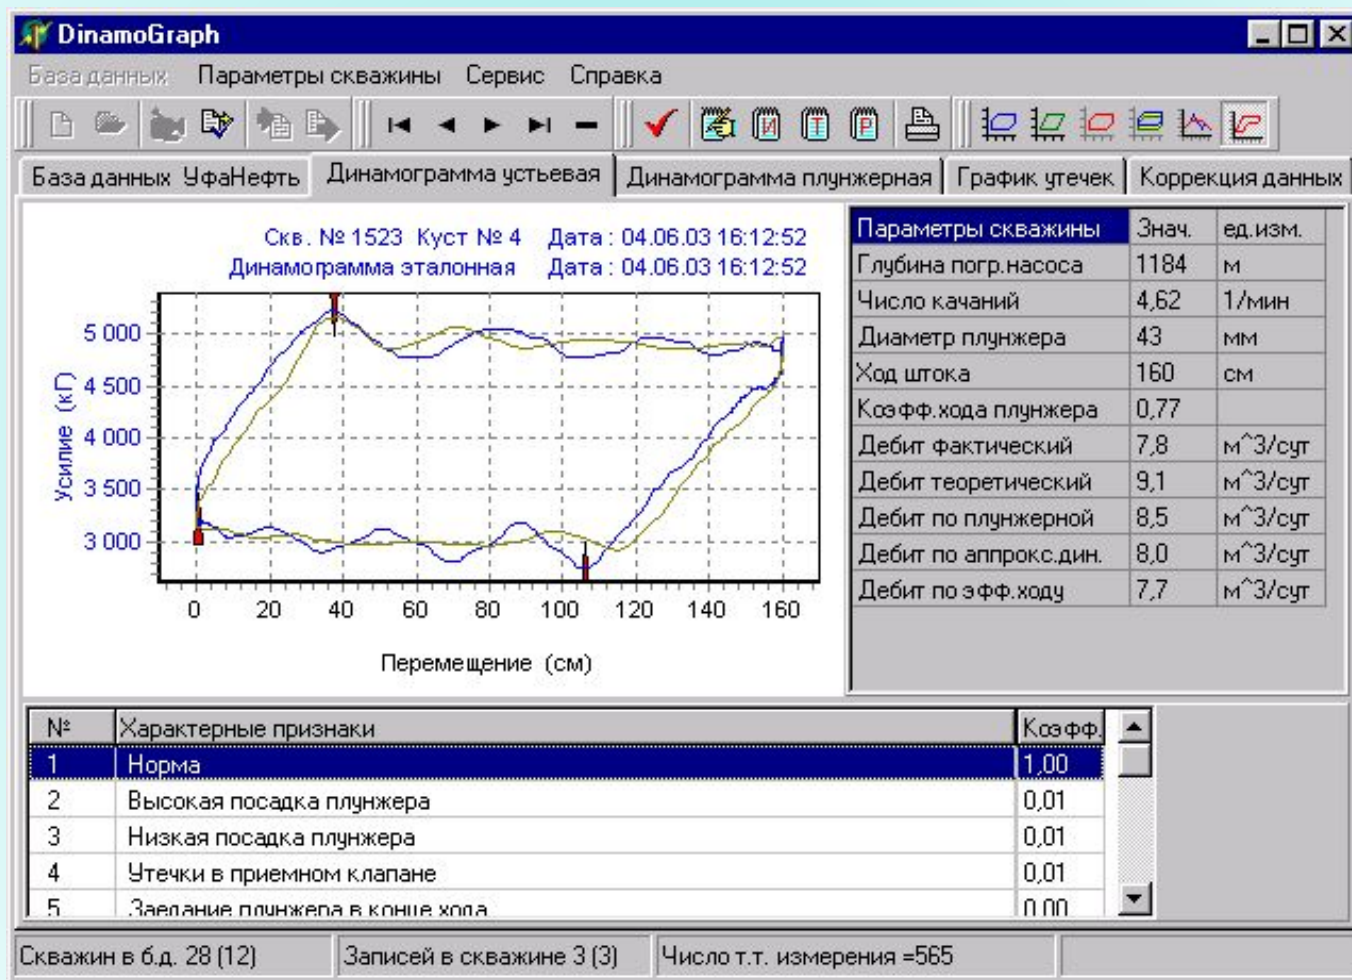 DinamoGraph
База данных Параметры скважины Сервис Справка
И Т Р
База данных УфаНефть Динамограмма устьевая Динамограмма плунжерная График утечек Коррекция данных
Скв. № 1523 Куст № 4 Дата : 04.06.03 16:12:52
Динамограмма эталонная Дата : 04.06.03 16:12:52
Усилие (кГ)
5 000
4 500
4 000
3 500
3 000
0 20 40 60 80 100 120 140 160
Перемещение (см)
Параметры скважины Знач. ед.изм.
Глубина погр.насоса 1184 м
Число качаний 4,62 1/мин
Диаметр плунжера 43 мм
Ход штока 160 см
Коэфф.хода плунжера 0,77
Дебит фактический 7,8 м^3/сут
Дебит теоретический 9,1 м^3/сут
Дебит по плунжерной 8,5 м^3/сут
Дебит по аппрокс.дин. 8,0 м^3/сут
Дебит по эфф.ходу 7,7 м^3/сут
№ Характерные признаки Коэфф.
1 Норма 1,00
2 Высокая посадка плунжера 0,01
3 Низкая посадка плунжера 0,01
4 Утечки в приемном клапане 0,01
5 Заедание плунжера в конце хода 0,00
Скважин в б.д. 28 (12) Записей в скважине 3 (3) Число т.т. измерения =565